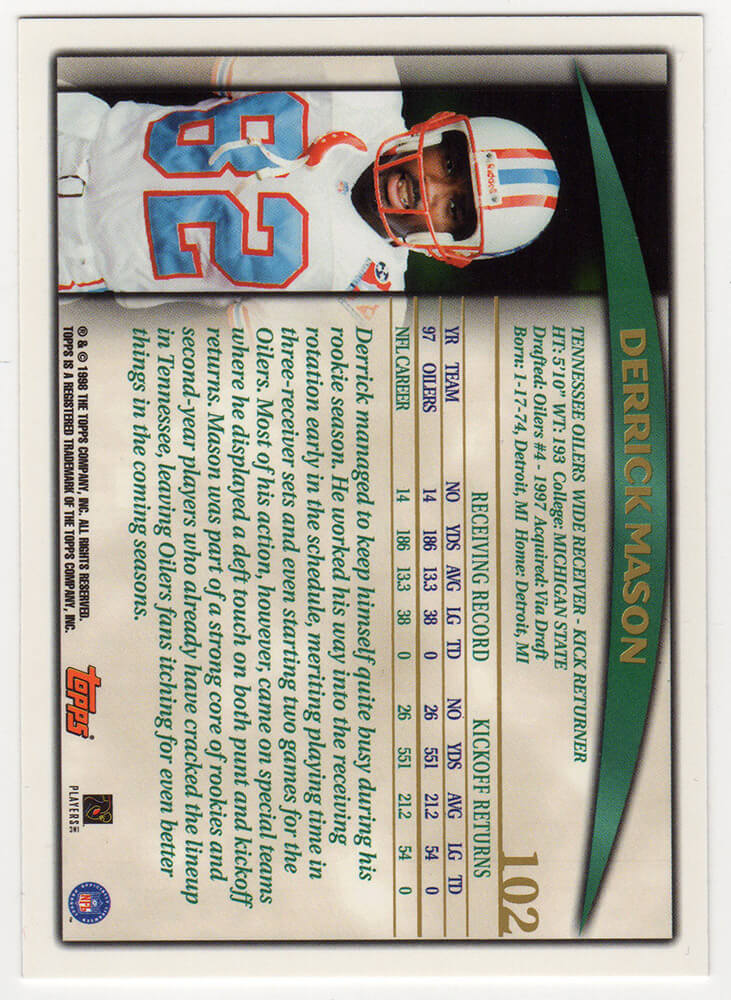 DERRICK MASON
TENNESSEE OILERS WIDE RECEIVER - KICK RETURNER
HT: 5'10" WT: 193 College: MICHIGAN STATE
Drafted: Oilers #4 - 1997 Acquired: Via Draft
Born: 1-17-74, Detroit, MI Home: Detroit, MI
102
RECEIVING RECORD KICKOFF RETURNS
YR TEAM NO YDS AVG LG TD NO YDS AVG LG TD
97 OILERS 14 186 13.3 38 0 26 551 21.2 54 0
NFL CAREER 14 186 13.3 38 0 26 551 21.2 54 0
Derrick managed to keep himself quite busy during his
rookie season. He worked his way into the receiving
rotation early in the schedule, meriting playing time in
three-receiver sets and even starting two games for the
Oilers. Most of his action, however, came on special teams
where he displayed a deft touch on both punt and kickoff
returns. Mason was part of a strong core of rookies and
second-year players who already have cracked the lineup
in Tennessee, leaving Oilers fans itching for even better
things in the coming seasons.
® & © 1998 THE TOPPS COMPANY, INC. ALL RIGHTS RESERVED.
TOPPS IS A REGISTERED TRADEMARK OF THE TOPPS COMPANY, INC.
topps®
PLAYERS INC
NFL
Riddell
82